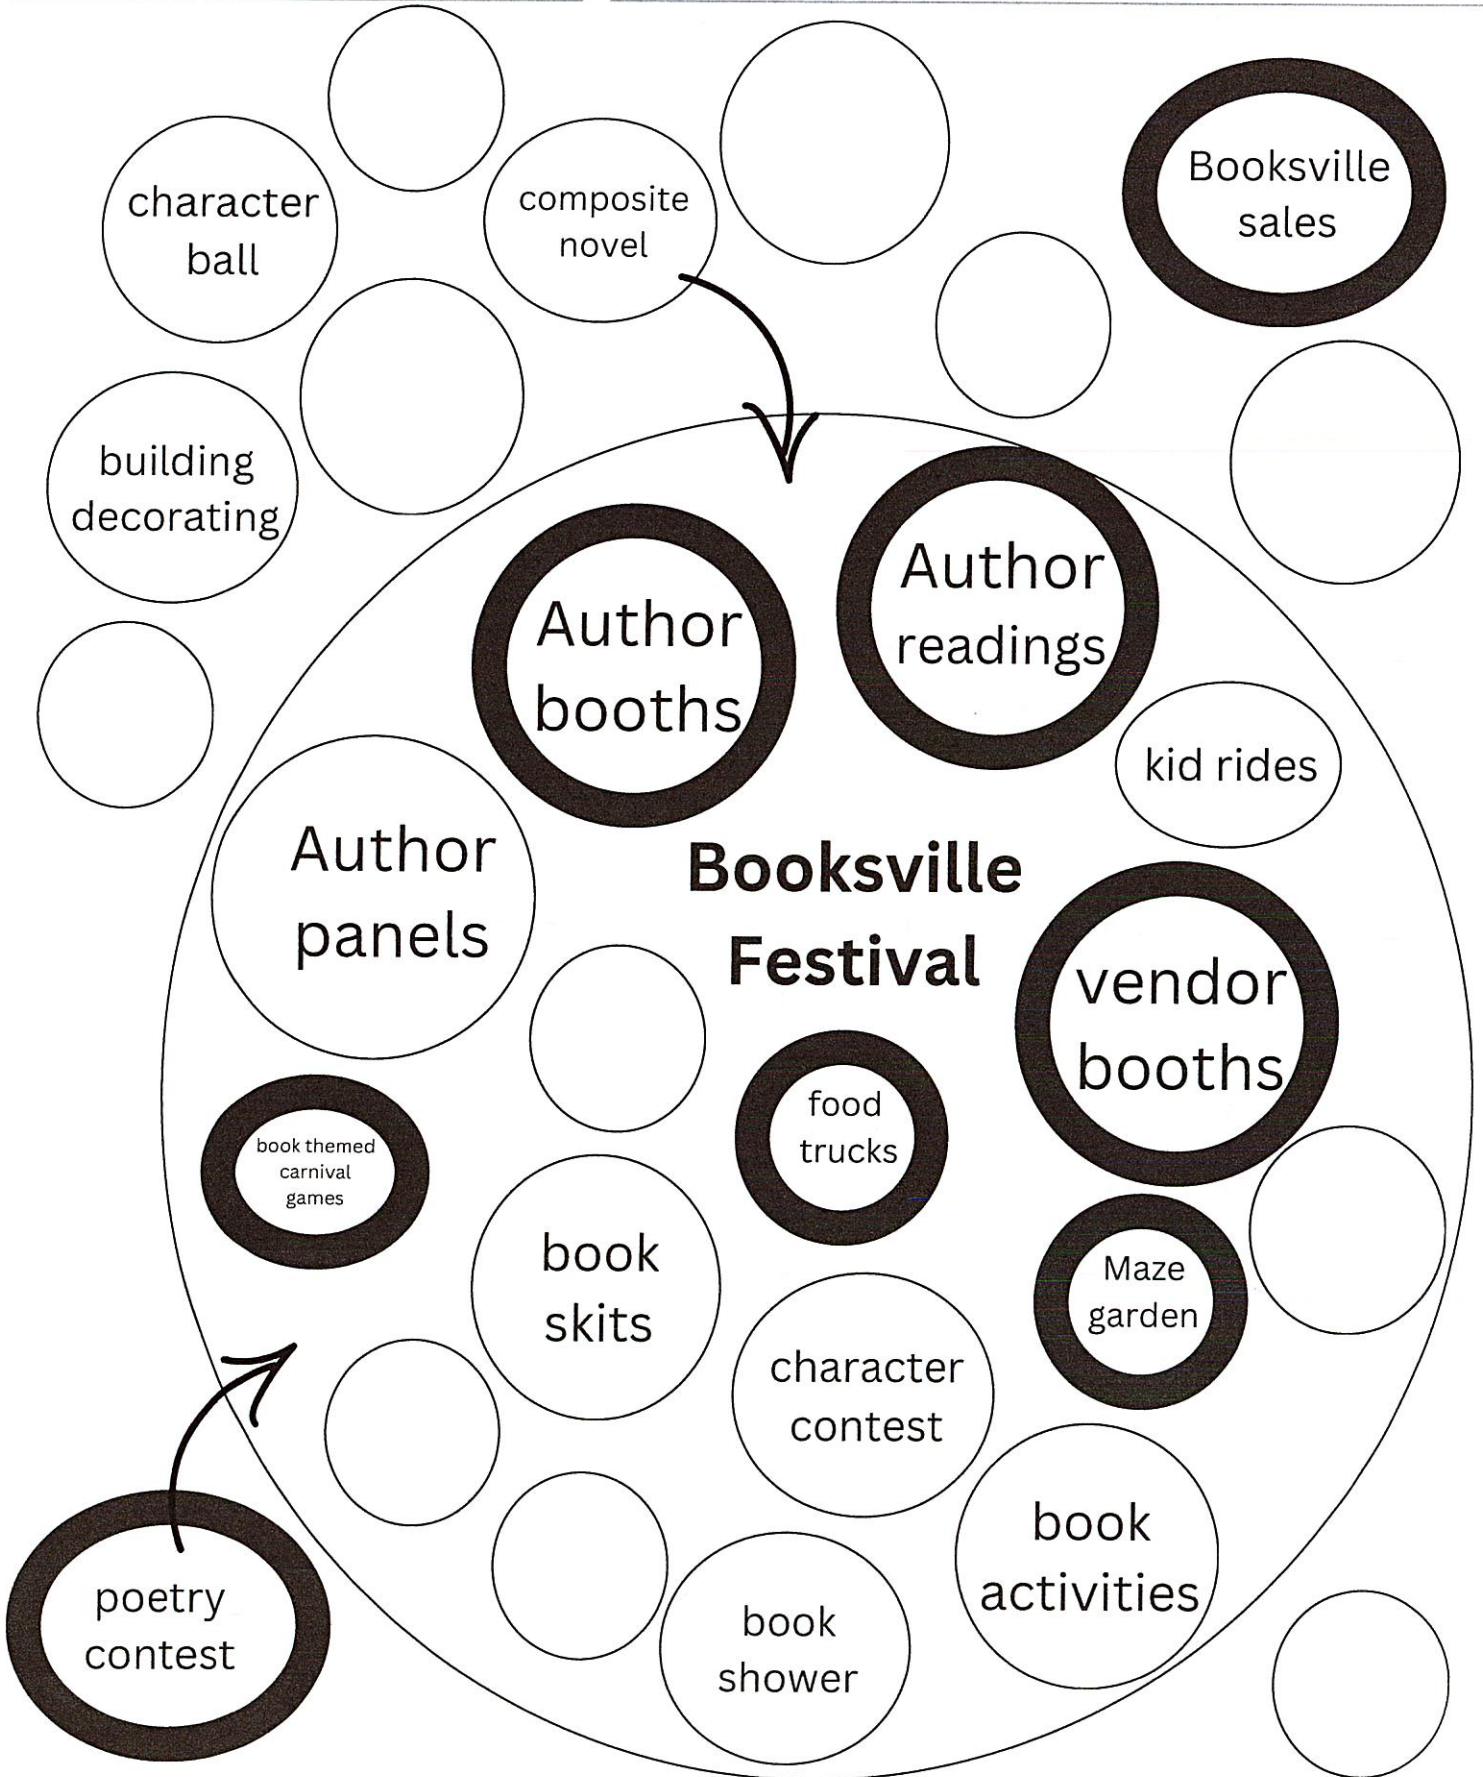 Booksville
sales
character
ball
composite
novel
building
decorating
Author
booths
Author
readings
kid rides
Author
panels
Booksville
Festival
vendor
booths
food
trucks
book themed
carnival
games
book
skits
Maze
garden
character
contest
book
activities
poetry
contest
book
shower